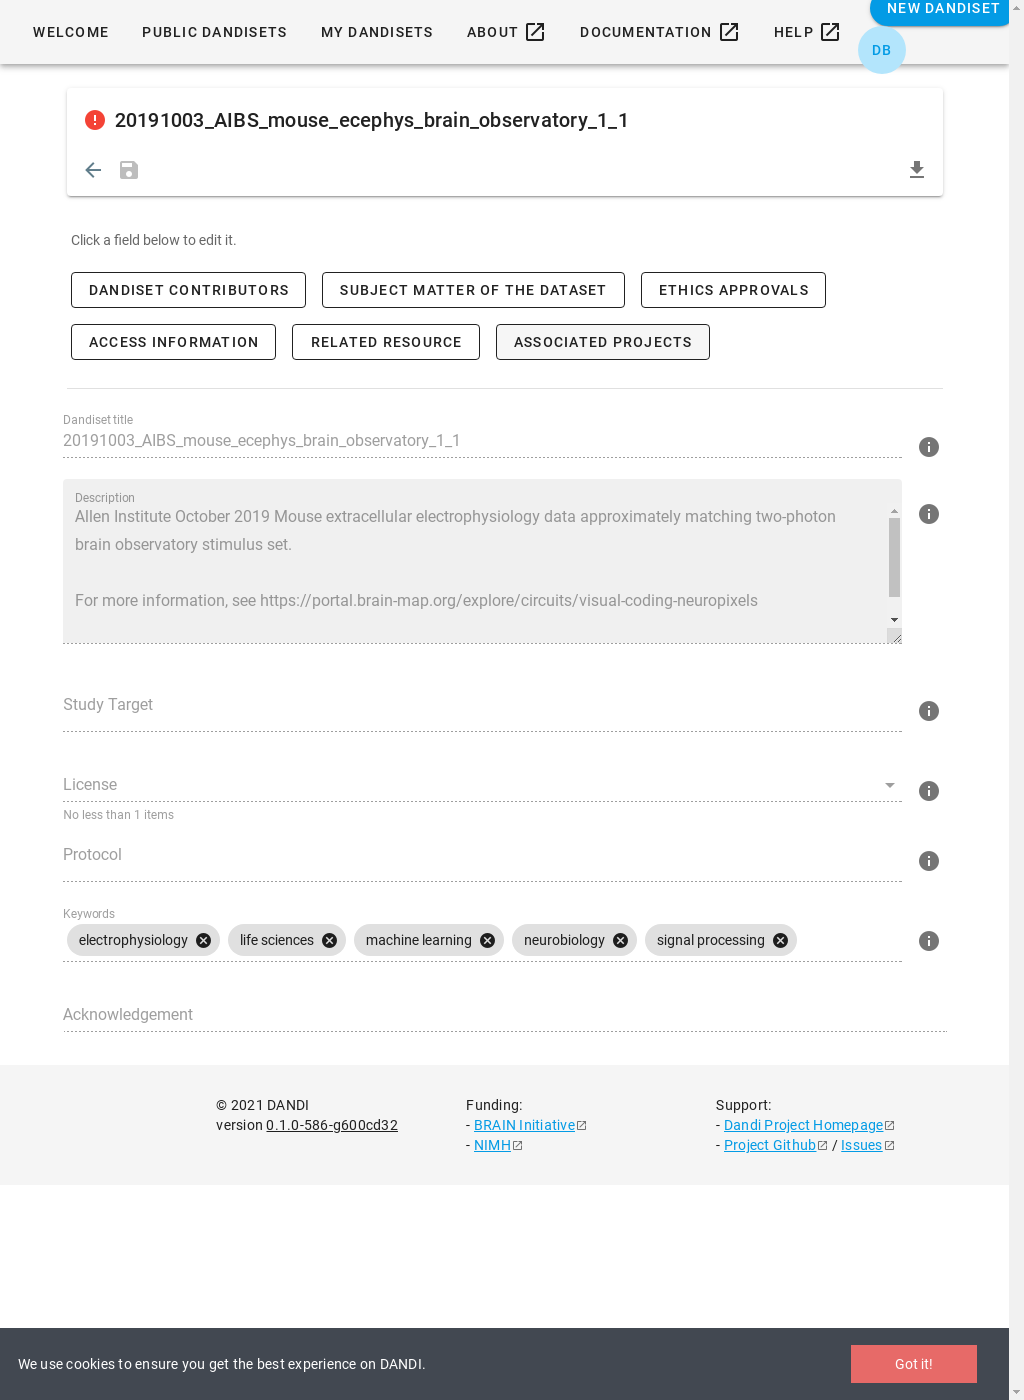 WELCOME
PUBLIC DANDISETS
MY DANDISETS
ABOUT
DOCUMENTATION
HELP
NEW DANDISET
DB
20191003_AIBS_mouse_ecephys_brain_observatory_1_1
Click a field below to edit it.
DANDISET CONTRIBUTORS
SUBJECT MATTER OF THE DATASET
ETHICS APPROVALS
ACCESS INFORMATION
RELATED RESOURCE
ASSOCIATED PROJECTS
Dandiset title
20191003_AIBS_mouse_ecephys_brain_observatory_1_1
Description
Allen Institute October 2019 Mouse extracellular electrophysiology data approximately matching two-photon
brain observatory stimulus set.
For more information, see https://portal.brain-map.org/explore/circuits/visual-coding-neuropixels
Study Target
License
No less than 1 items
Protocol
Keywords
electrophysiology
life sciences
machine learning
neurobiology
signal processing
Acknowledgement
© 2021 DANDI
version 0.1.0-586-g600cd32
Funding:
- BRAIN Initiative
- NIMH
Support:
- Dandi Project Homepage
- Project Github / Issues
We use cookies to ensure you get the best experience on DANDI.
Got it!